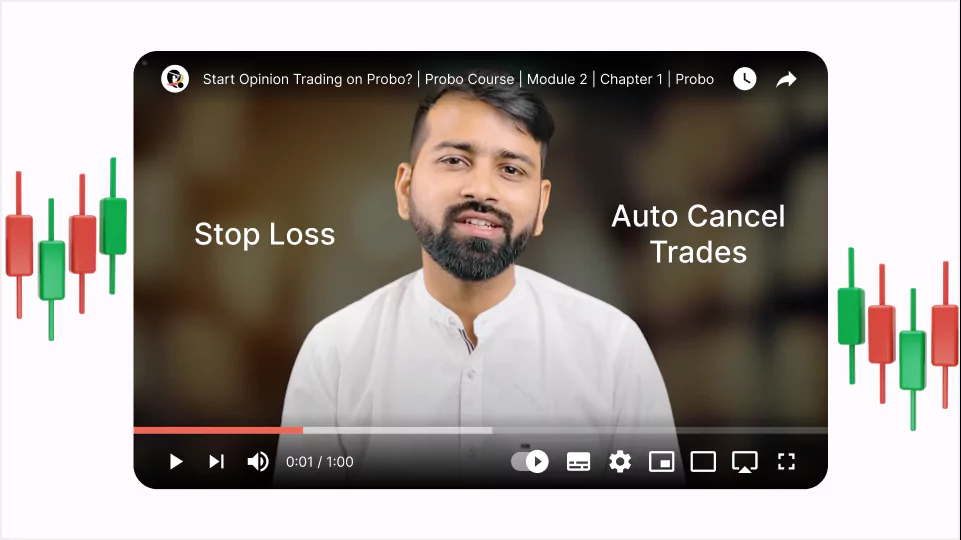 Start Opinion Trading on Probo? | Probo Course | Module 2 | Chapter 1 | Probo
Stop Loss
Auto Cancel
Trades
0:01 / 1:00